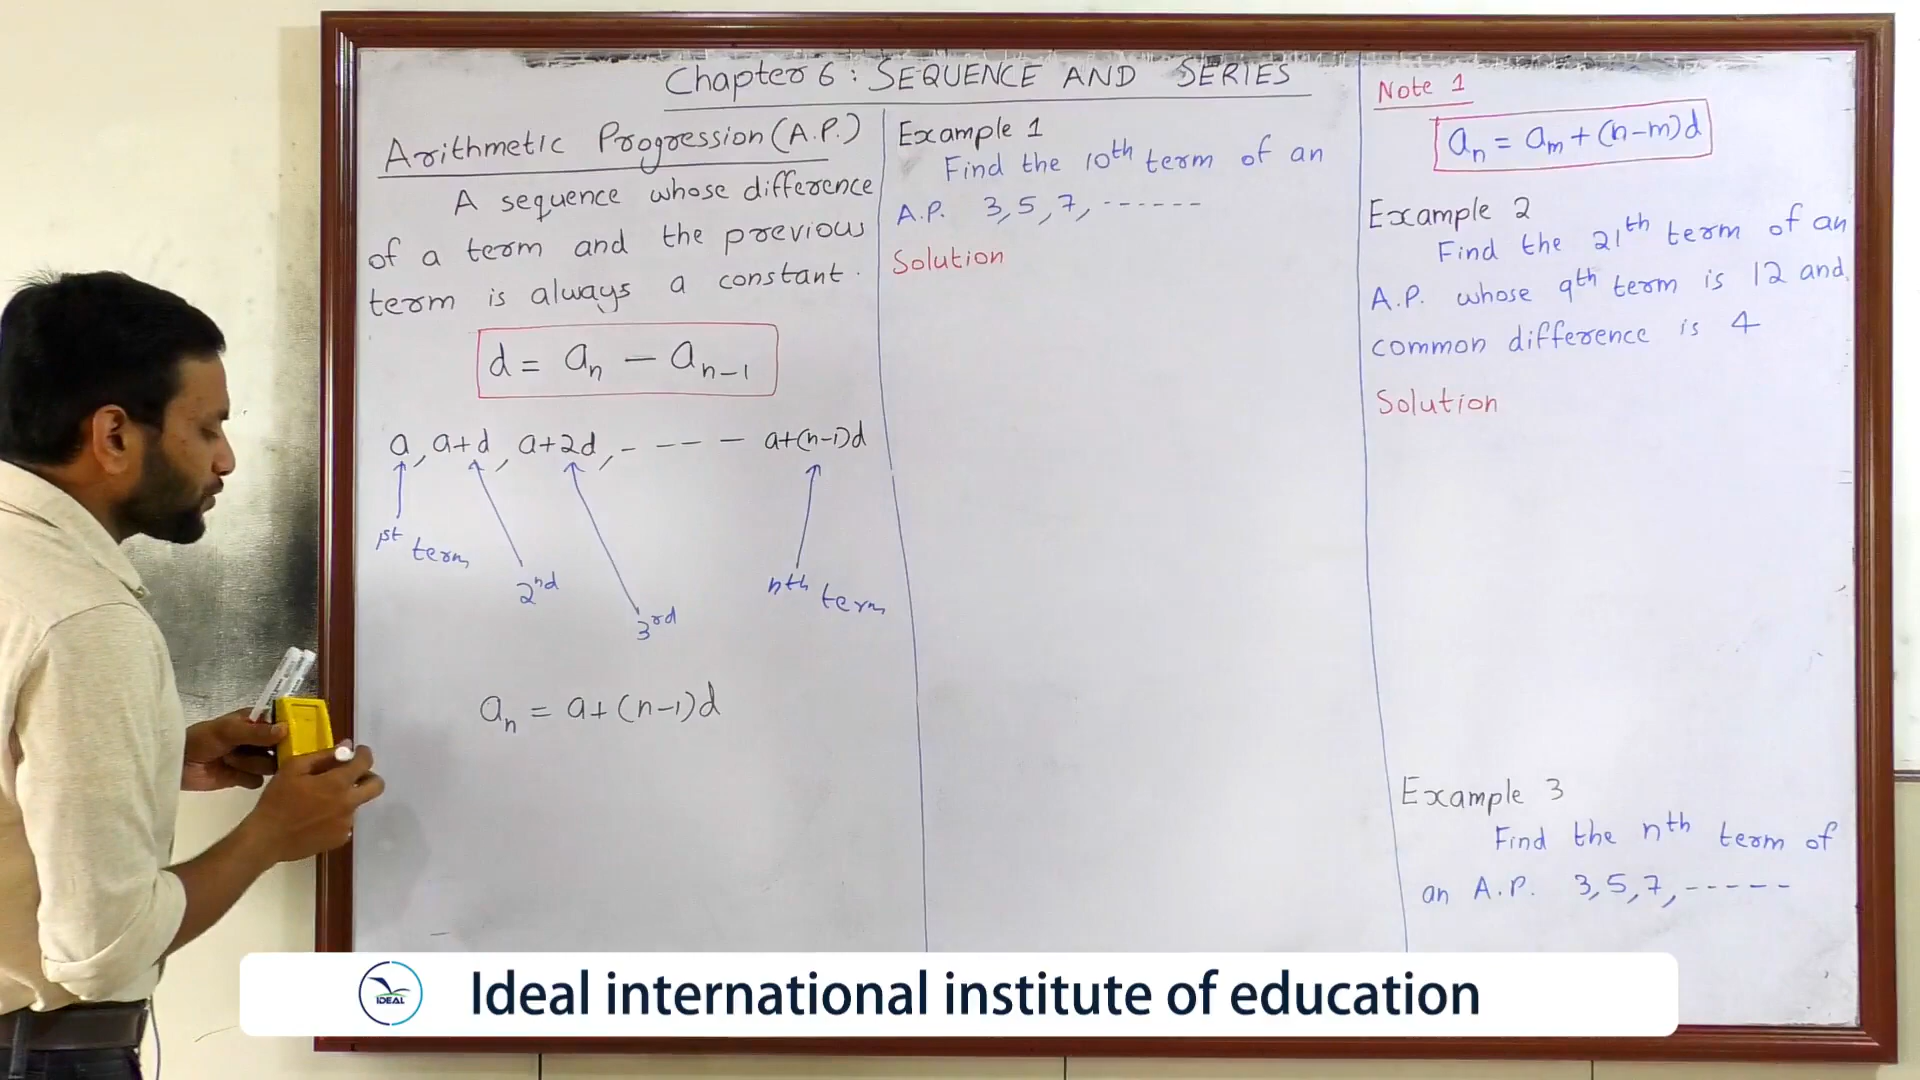 Chapter 6 : SEQUENCE AND SERIES
Arithmetic Progression (A.P.)
A sequence whose difference
of a term and the previous
term is always a constant.
d = aₙ − aₙ₋₁
a, a+d, a+2d, - - - - a+(n-1)d
1st term
2nd
3rd
nth term
aₙ = a+(n-1)d
Example 1
Find the 10th term of an
A.P. 3, 5, 7, ------
Solution
Note 1
aₙ = aₘ + (n-m)d
Example 2
Find the 21th term of an
A.P. whose 9th term is 12 and
common difference is 4
Solution
Example 3
Find the nth term of
an A.P. 3, 5, 7, -----
IDEAL
Ideal international institute of education